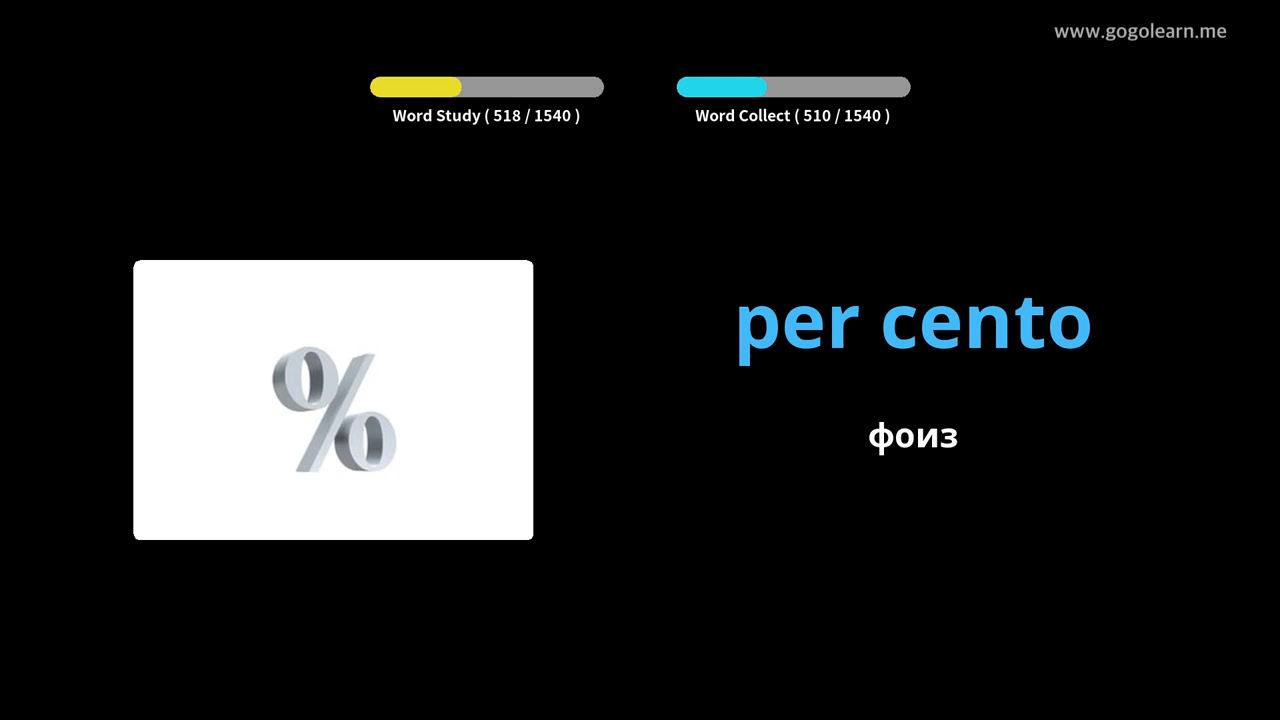 www.gogolearn.me
Word Study ( 518 / 1540 )
Word Collect ( 510 / 1540 )
%
per cento
фоиз